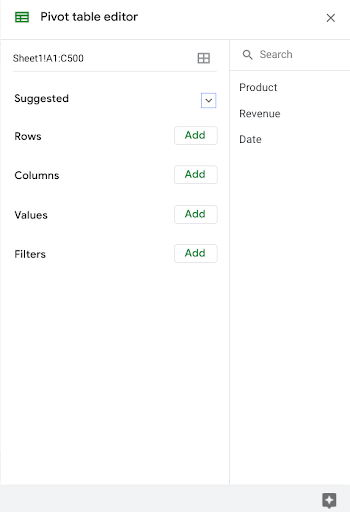 Pivot table editor
Sheet1!A1:C500
Search
Suggested
Product
Revenue
Rows Add
Date
Columns Add
Values Add
Filters Add